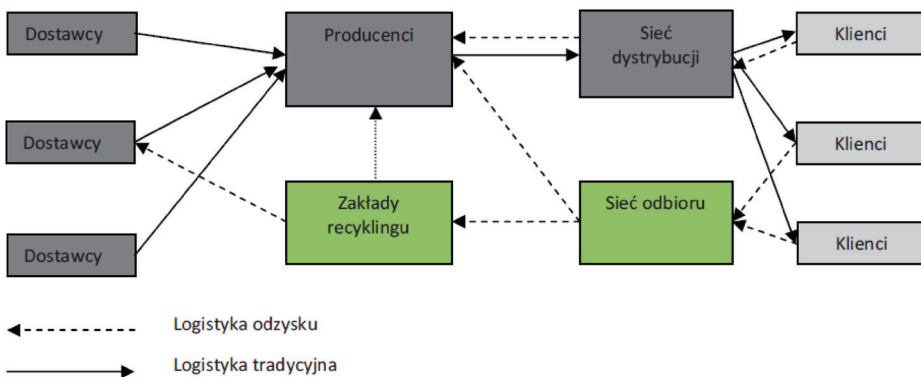 Dostawcy
Producenci
Sieć
dystrybucji
Klienci
Dostawcy
Klienci
Zakłady
recyklingu
Sieć odbioru
Dostawcy
Klienci
Logistyka odzysku
Logistyka tradycyjna